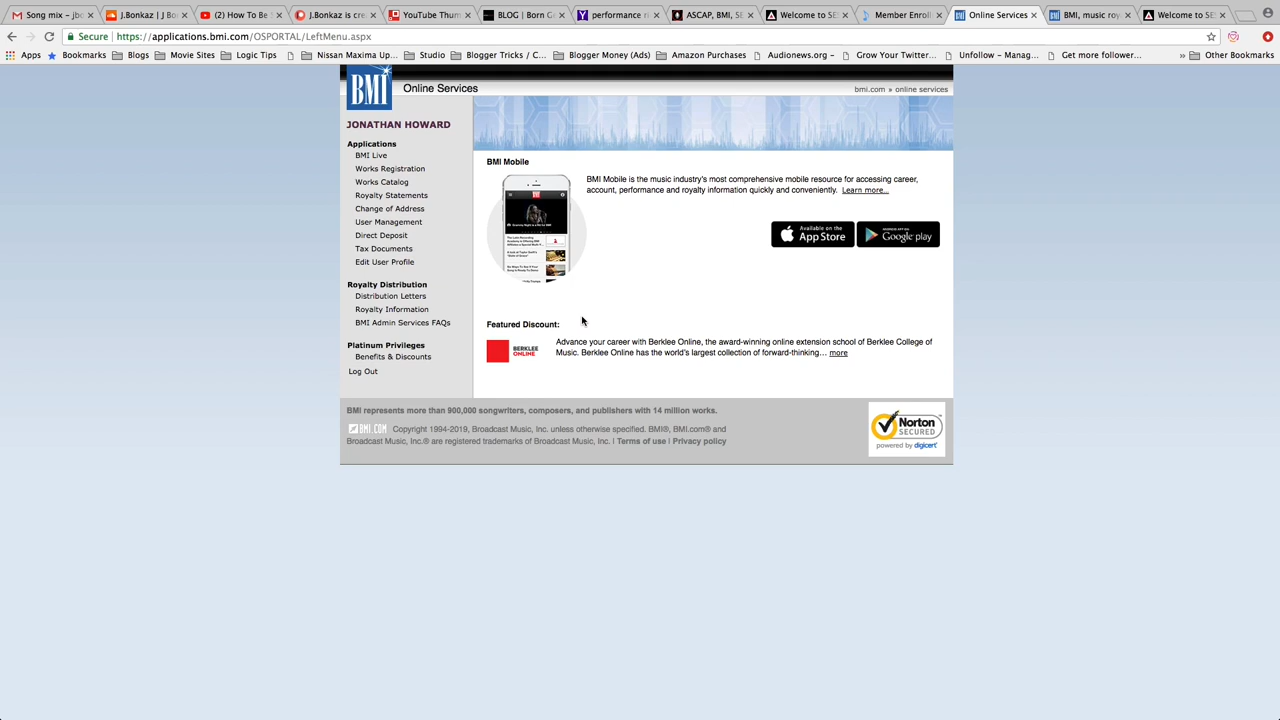 Song mix – jbo
J.Bonkaz | J Bo
(2) How To Be
J.Bonkaz is cre
YouTube Thum
BLOG | Born G
performance ri
ASCAP, BMI, SE
Welcome to SES
Member Enroll
Online Services
BMI, music roy
Welcome to SES
Secure
https://applications.bmi.com/OSPORTAL/LeftMenu.aspx
Apps
Bookmarks
Blogs
Movie Sites
Nissan Maxima Up...
Studio
Blogger Tricks / C...
Blogger Money (Ads)
Amazon Purchases
Audionews.org – ...
Grow Your Twitter...
Unfollow – Manag...
Get more follower...
Other Bookmarks
BMI
Online Services
bmi.com » online services
JONATHAN HOWARD
Applications
BMI Live
Works Registration
Works Catalog
Royalty Statements
Change of Address
User Management
Direct Deposit
Tax Documents
Edit User Profile
Royalty Distribution
Distribution Letters
Royalty Information
BMI Admin Services FAQs
Platinum Privileges
Benefits & Discounts
Log Out
BMI Mobile
BMI Mobile is the music industry's most comprehensive mobile resource for accessing career,
account, performance and royalty information quickly and conveniently. Learn more...
Available on the
App Store
ANDROID APP ON
Google play
Featured Discount:
BERKLEE
ONLINE
Advance your career with Berklee Online, the award-winning online extension school of Berklee College of
Music. Berklee Online has the world's largest collection of forward-thinking... more
BMI represents more than 900,000 songwriters, composers, and publishers with 14 million works.
BMI.COM
Copyright 1994-2019, Broadcast Music, Inc. unless otherwise specified. BMI®, BMI.com® and
Broadcast Music, Inc.® are registered trademarks of Broadcast Music, Inc. | Terms of use | Privacy policy
Norton
SECURED
powered by digicert